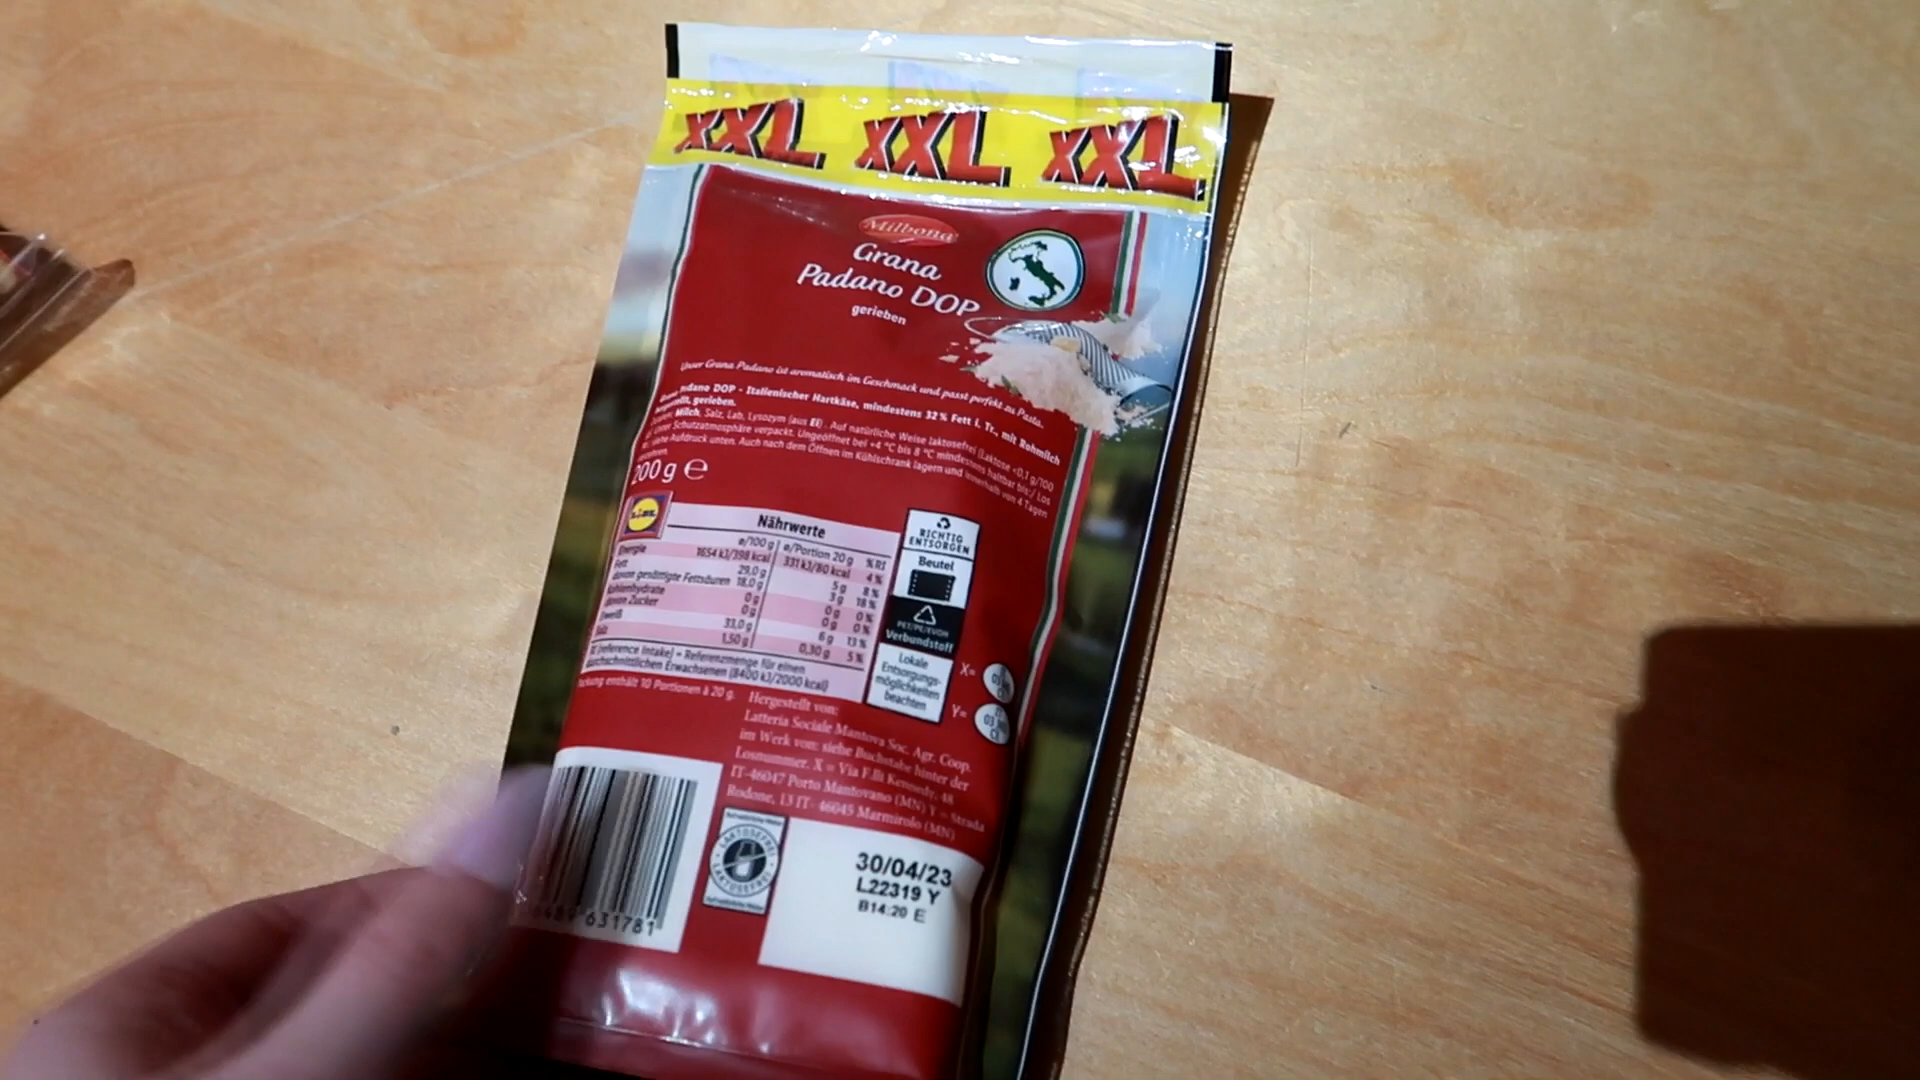 XXL XXL XXL
Milbona
Grana
Padano DOP
gerieben
Unser Grana Padano ist aromatisch im Geschmack und passt perfekt zu Pasta.
Padano DOP - Italienischer Hartkäse, mindestens 32% Fett i. Tr., mit Rohmilch
hergestellt, gerieben.
Milch, Salz, Lab, Lysozym (aus Ei). Auf natürliche Weise laktosefrei (Laktose <0,1 g/100
Unter Schutzatmosphäre verpackt. Ungeöffnet bei +4 °C bis 8 °C mindestens haltbar bis:/ Los
siehe Aufdruck unten. Auch nach dem Öffnen im Kühlschrank lagern und innerhalb von 4 Tagen
200 g ℮
LIDL
Nährwerte
ø/100 g ø/Portion 20 g %RI
Energie 1654 kJ/398 kcal 331 kJ/80 kcal 4 %
Fett 29,0 g 5 g 8 %
davon gesättigte Fettsäuren 18,0 g 3 g 18 %
Kohlenhydrate 0 g 0 g 0 %
davon Zucker 0 g 0 g 0 %
Eiweiß 33,0 g 6 g 13 %
Salz 1,50 g 0,30 g 5 %
RI (reference intake) = Referenzmenge für einen
durchschnittlichen Erwachsenen (8400 kJ/2000 kcal)
Packung enthält 10 Portionen à 20 g.
RICHTIG
ENTSORGEN
Beutel
PET/PE/EVOH
Verbundstoff
Lokale
Entsorgungs-
möglichkeiten
beachten
X=
Y=
Hergestellt von:
Latteria Sociale Mantova Soc. Agr. Coop.
im Werk von: siehe Buchstabe hinter der
Losnummer. X = Via F.lli Kennedy, 48
IT-46047 Porto Mantovano (MN) Y = Strada
Rodone, 13 IT- 46045 Marmirolo (MN)
LAKTOSEFREI
LAKTOSEFREI
30/04/23
L22319 Y
B14:20 E
631781